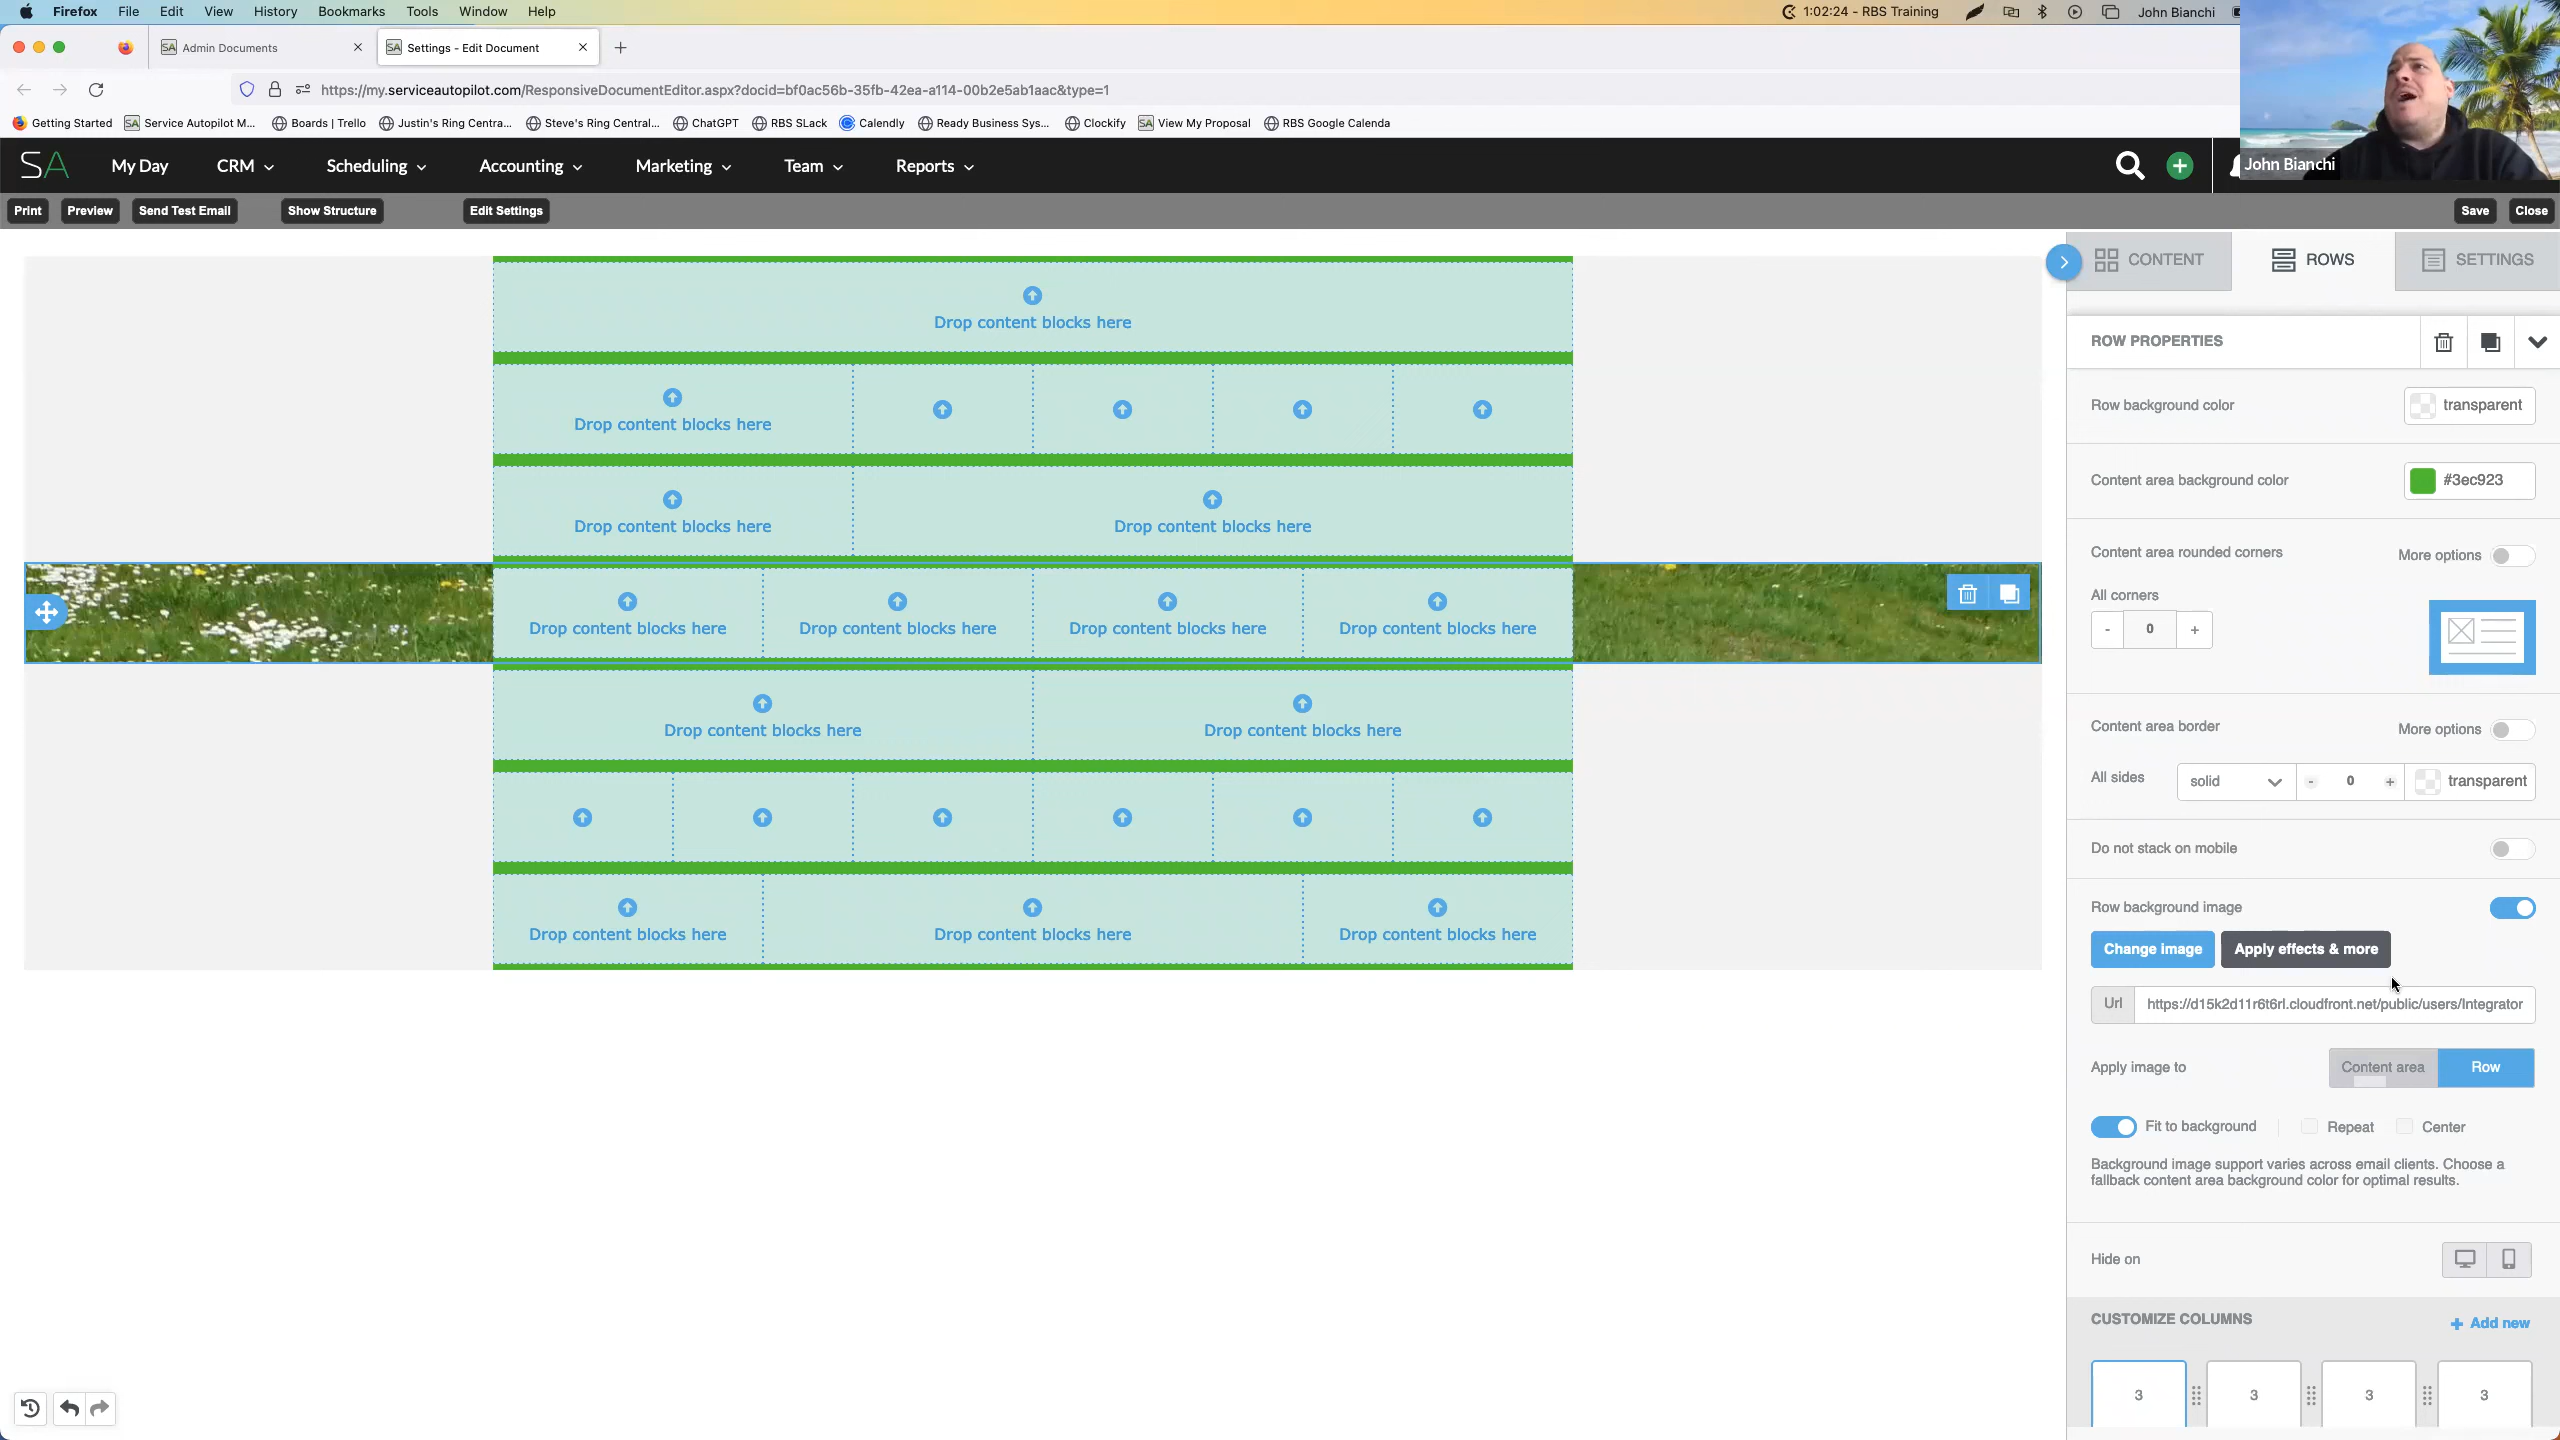 Firefox File Edit View History Bookmarks Tools Window Help 1:02:24 - RBS Training John Bianchi
SA Admin Documents SA Settings - Edit Document
https://my.serviceautopilot.com/ResponsiveDocumentEditor.aspx?docid=bf0ac56b-35fb-42ea-a114-00b2e5ab1aac&type=1
Getting Started SA Service Autopilot M... Boards | Trello Justin's Ring Centra... Steve's Ring Central... ChatGPT RBS SLack Calendly Ready Business Sys... Clockify SA View My Proposal RBS Google Calenda
SA My Day CRM Scheduling Accounting Marketing Team Reports
John Bianchi
Print Preview Send Test Email Show Structure Edit Settings Save Close
CONTENT ROWS SETTINGS
Drop content blocks here
Drop content blocks here
Drop content blocks here Drop content blocks here
Drop content blocks here Drop content blocks here Drop content blocks here Drop content blocks here
Drop content blocks here Drop content blocks here
Drop content blocks here Drop content blocks here Drop content blocks here
ROW PROPERTIES
Row background color transparent
Content area background color #3ec923
Content area rounded corners More options
All corners
- 0 +
Content area border More options
All sides solid - 0 + transparent
Do not stack on mobile
Row background image
Change image Apply effects & more
Url https://d15k2d11r6t6rl.cloudfront.net/public/users/Integrator
Apply image to Content area Row
Fit to background Repeat Center
Background image support varies across email clients. Choose a
fallback content area background color for optimal results.
Hide on
CUSTOMIZE COLUMNS + Add new
3 3 3 3